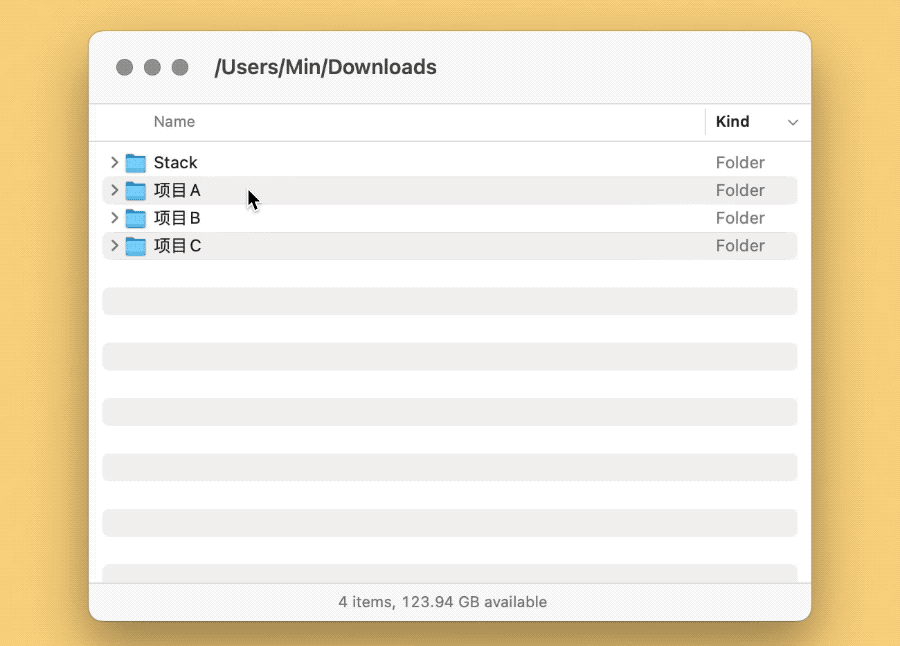 /Users/Min/Downloads
Name Kind
Stack Folder
项目A Folder
项目B Folder
项目C Folder
4 items, 123.94 GB available